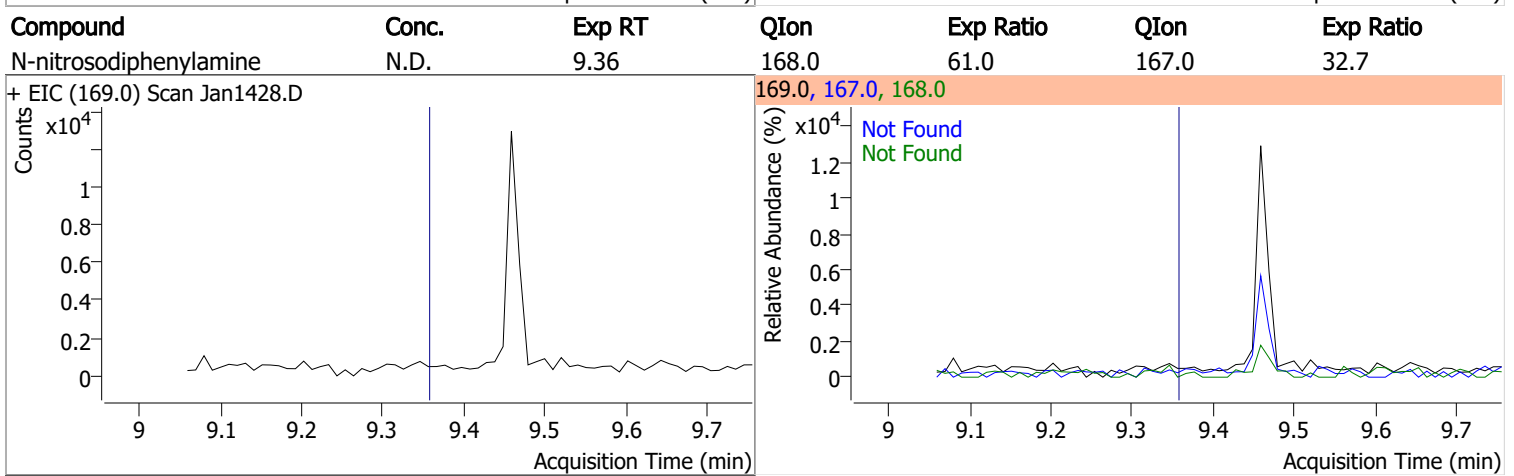 Compound Conc. Exp RT QIon Exp Ratio QIon Exp Ratio
N-nitrosodiphenylamine N.D. 9.36 168.0 61.0 167.0 32.7
+ EIC (169.0) Scan Jan1428.D
Counts
x10⁴
1
0.8
0.6
0.4
0.2
0
9 9.1 9.2 9.3 9.4 9.5 9.6 9.7
Acquisition Time (min)
169.0, 167.0, 168.0
Relative Abundance (%)
x10⁴
Not Found
Not Found
1.2
1
0.8
0.6
0.4
0.2
0
9 9.1 9.2 9.3 9.4 9.5 9.6 9.7
Acquisition Time (min)